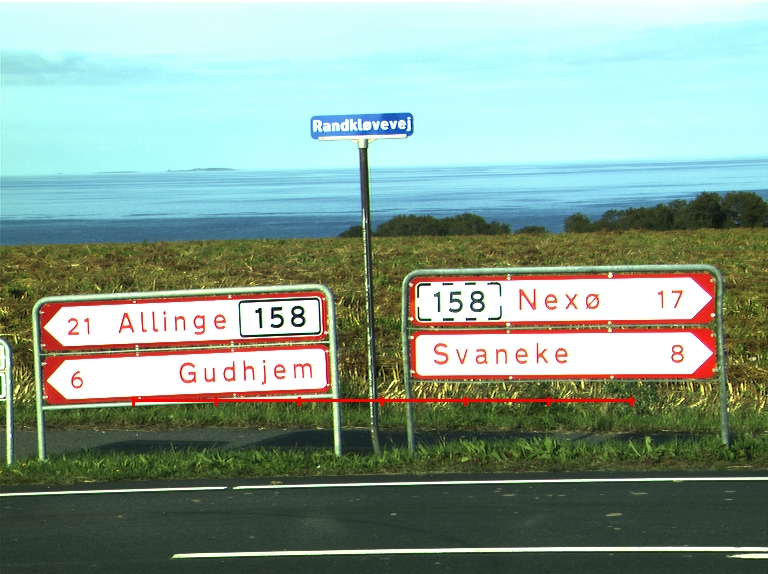 Randkløvevej
21 Allinge 158
6 Gudhjem
158 Nexø 17
Svaneke 8